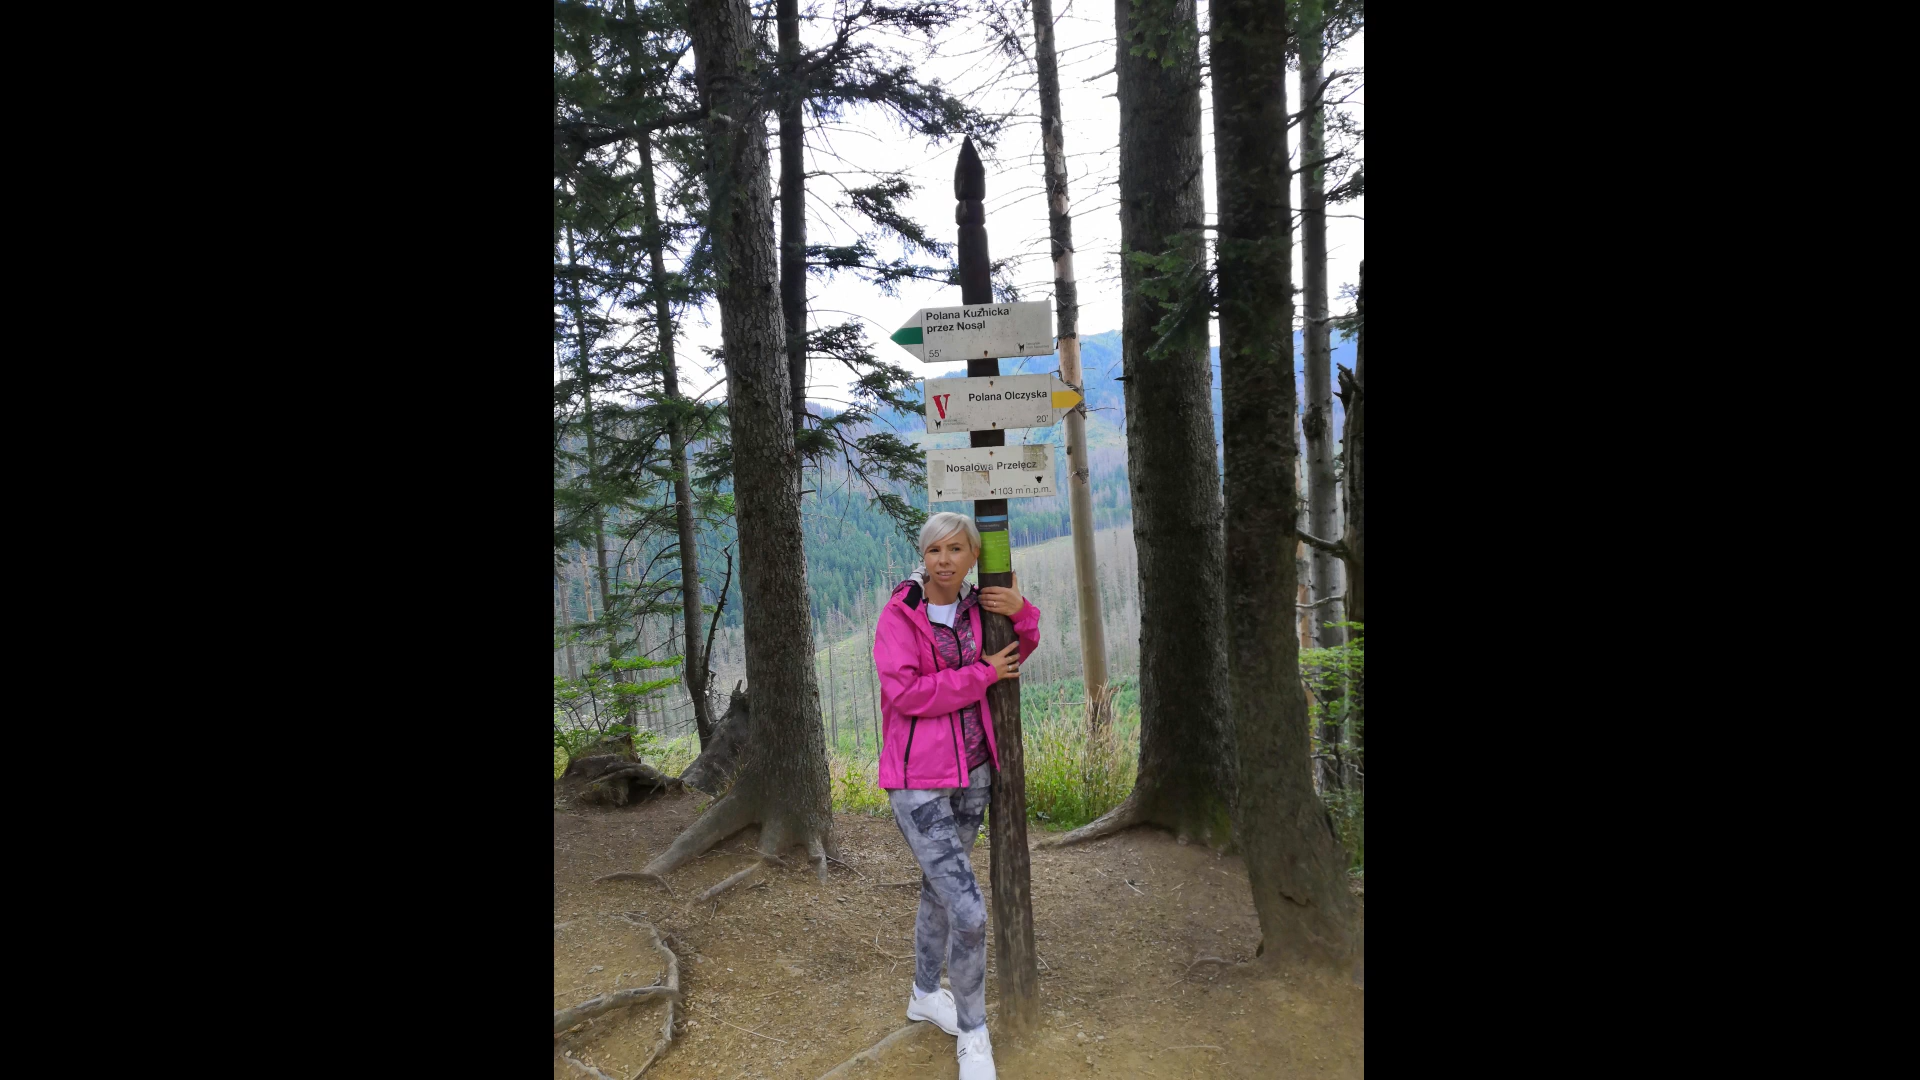 Polana Kuźnicka
przez Nosal
55'
Polana Olczyska
20'
Nosalowa Przełęcz
1103 m n.p.m.